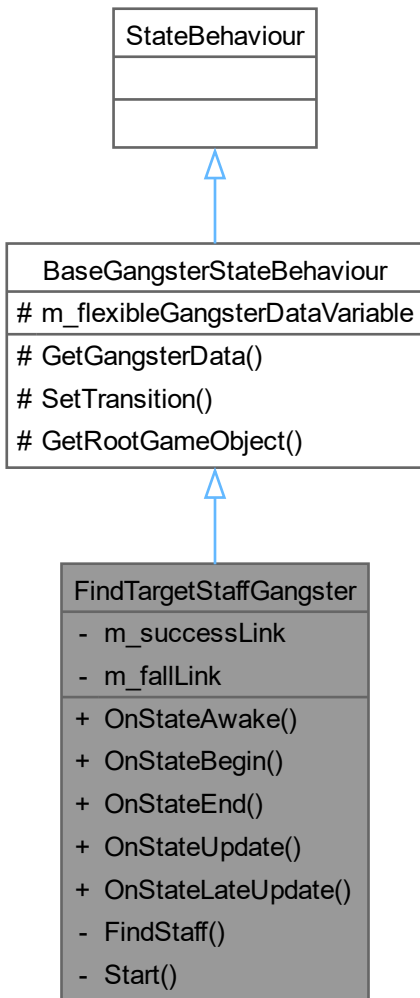 StateBehaviour
BaseGangsterStateBehaviour
# m_flexibleGangsterDataVariable
# GetGangsterData()
# SetTransition()
# GetRootGameObject()
FindTargetStaffGangster
- m_successLink
- m_fallLink
+ OnStateAwake()
+ OnStateBegin()
+ OnStateEnd()
+ OnStateUpdate()
+ OnStateLateUpdate()
- FindStaff()
- Start()